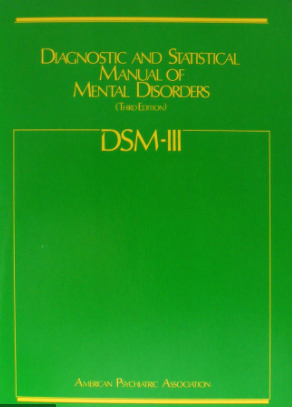 DIAGNOSTIC AND STATISTICAL
MANUAL OF
MENTAL DISORDERS
(THIRD EDITION)
DSM-III
AMERICAN PSYCHIATRIC ASSOCIATION